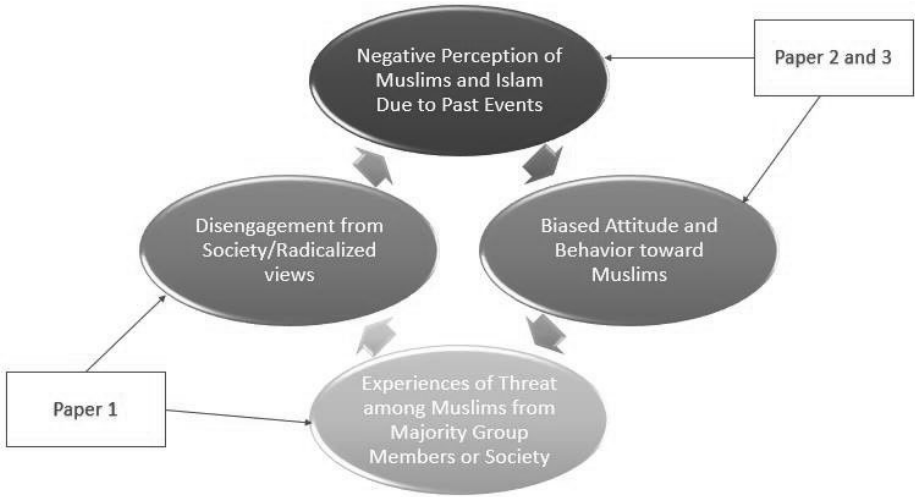 Negative Perception of
Muslims and Islam
Due to Past Events
Paper 2 and 3
Disengagement from
Society/Radicalized
views
Biased Attitude and
Behavior toward
Muslims
Paper 1
Experiences of Threat
among Muslims from
Majority Group
Members or Society